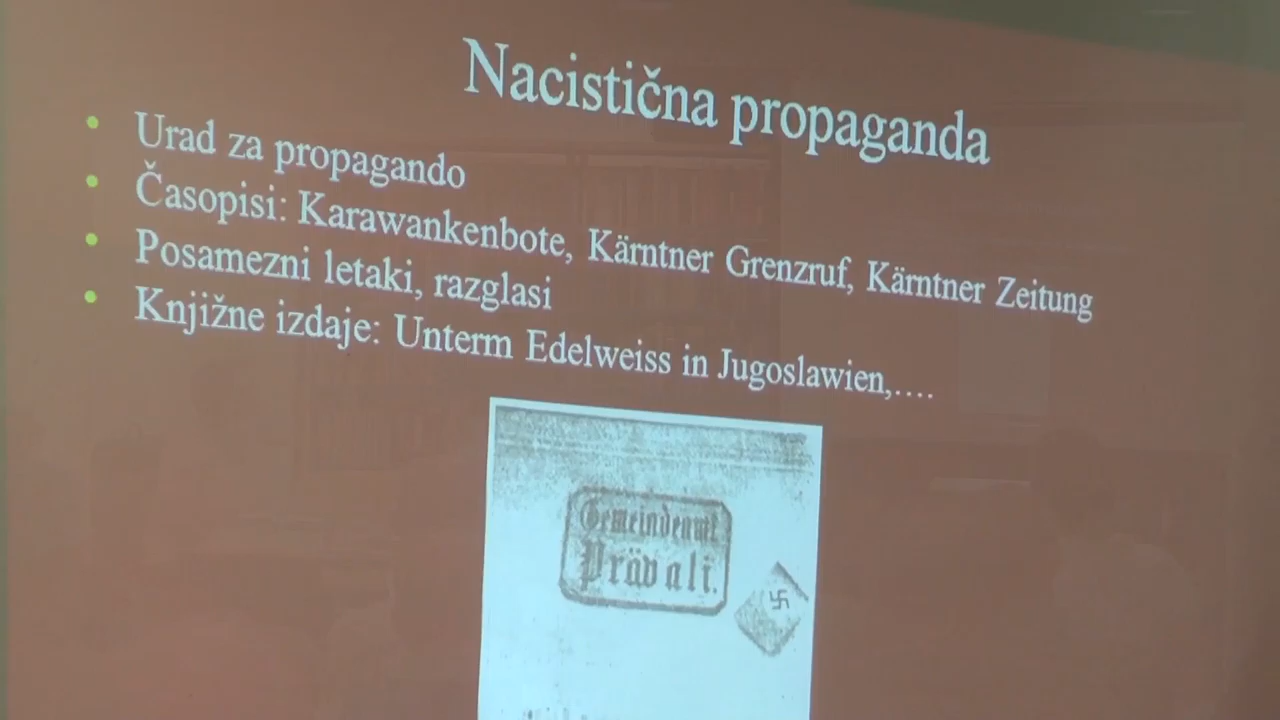 Nacistična propaganda
Urad za propagando
Časopisi: Karawankenbote, Kärntner Grenzruf, Kärntner Zeitung
Posamezni letaki, razglasi
Knjižne izdaje: Unterm Edelweiss in Jugoslawien,….
Gemeindeamt
Prävali.